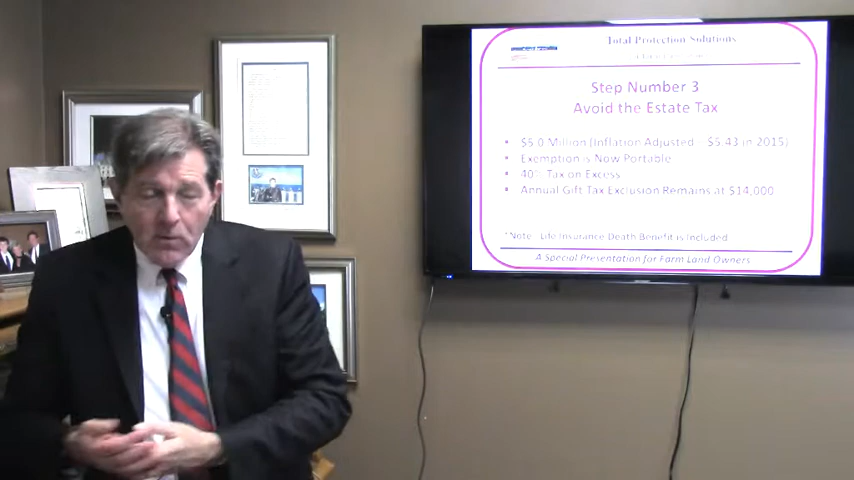 Total Protection Solutions
Step Number 3
Avoid the Estate Tax
$5.0 Million (Inflation Adjusted - $5.43 in 2015)
Exemption is Now Portable
40% Tax on Excess
Annual Gift Tax Exclusion Remains at $14,000
*Note: Life Insurance Death Benefit is Included
A Special Presentation for Farm Land Owners